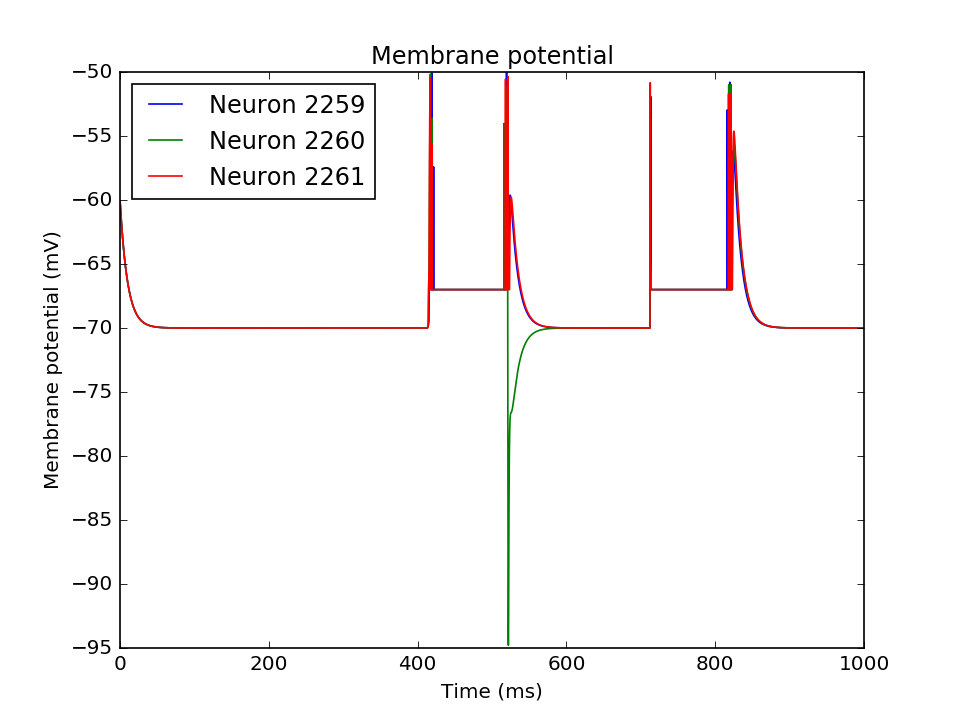 Membrane potential
−50
−55
−60
−65
−70
−75
−80
−85
−90
−95
Membrane potential (mV)
Neuron 2259
Neuron 2260
Neuron 2261
0 200 400 600 800 1000
Time (ms)